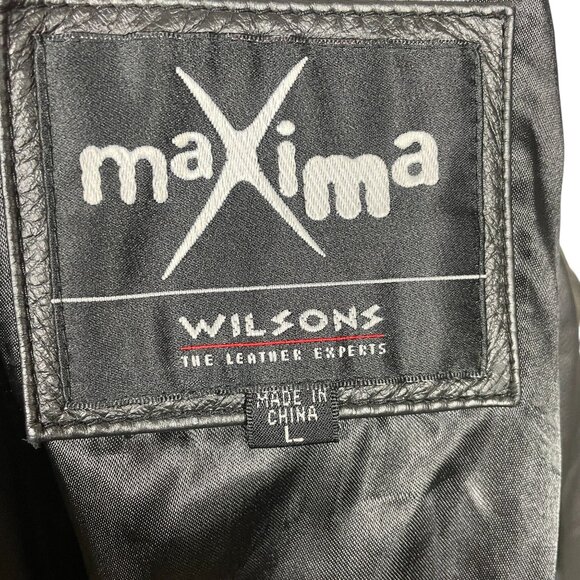 maXima
WILSONS
THE LEATHER EXPERTS
MADE IN
CHINA
L